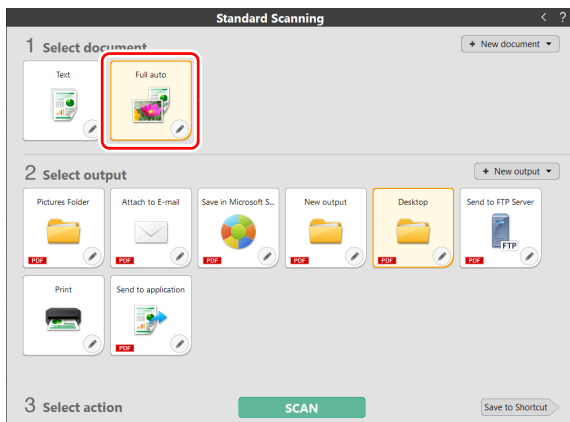 Standard Scanning < ?
1 Select document + New document
Text Full auto
2 Select output + New output
Pictures Folder Attach to E-mail Save in Microsoft S... New output Desktop Send to FTP Server
FTP
PDF PDF PDF PDF PDF PDF
Print Send to application
PDF
3 Select action SCAN Save to Shortcut